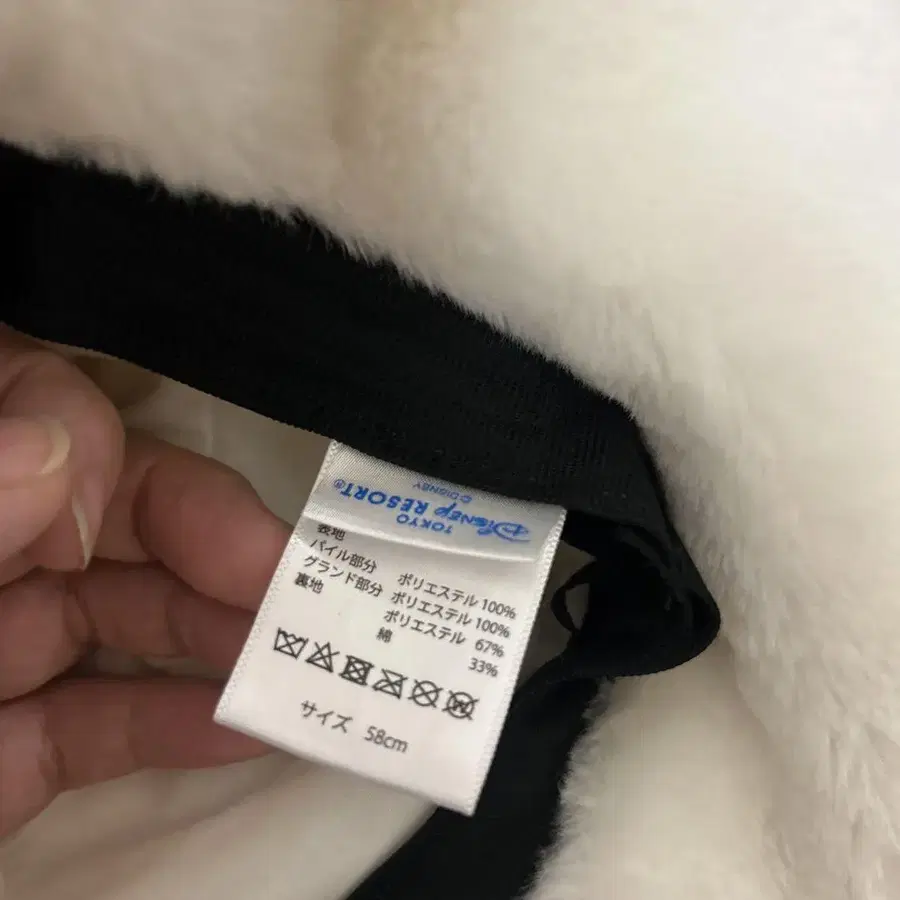 TOKYO
Disney RESORT®
©DISNEY
表地
パイル部分 ポリエステル 100%
グランド部分 ポリエステル 100%
裏地 ポリエステル 67%
綿 33%
サイズ 58cm